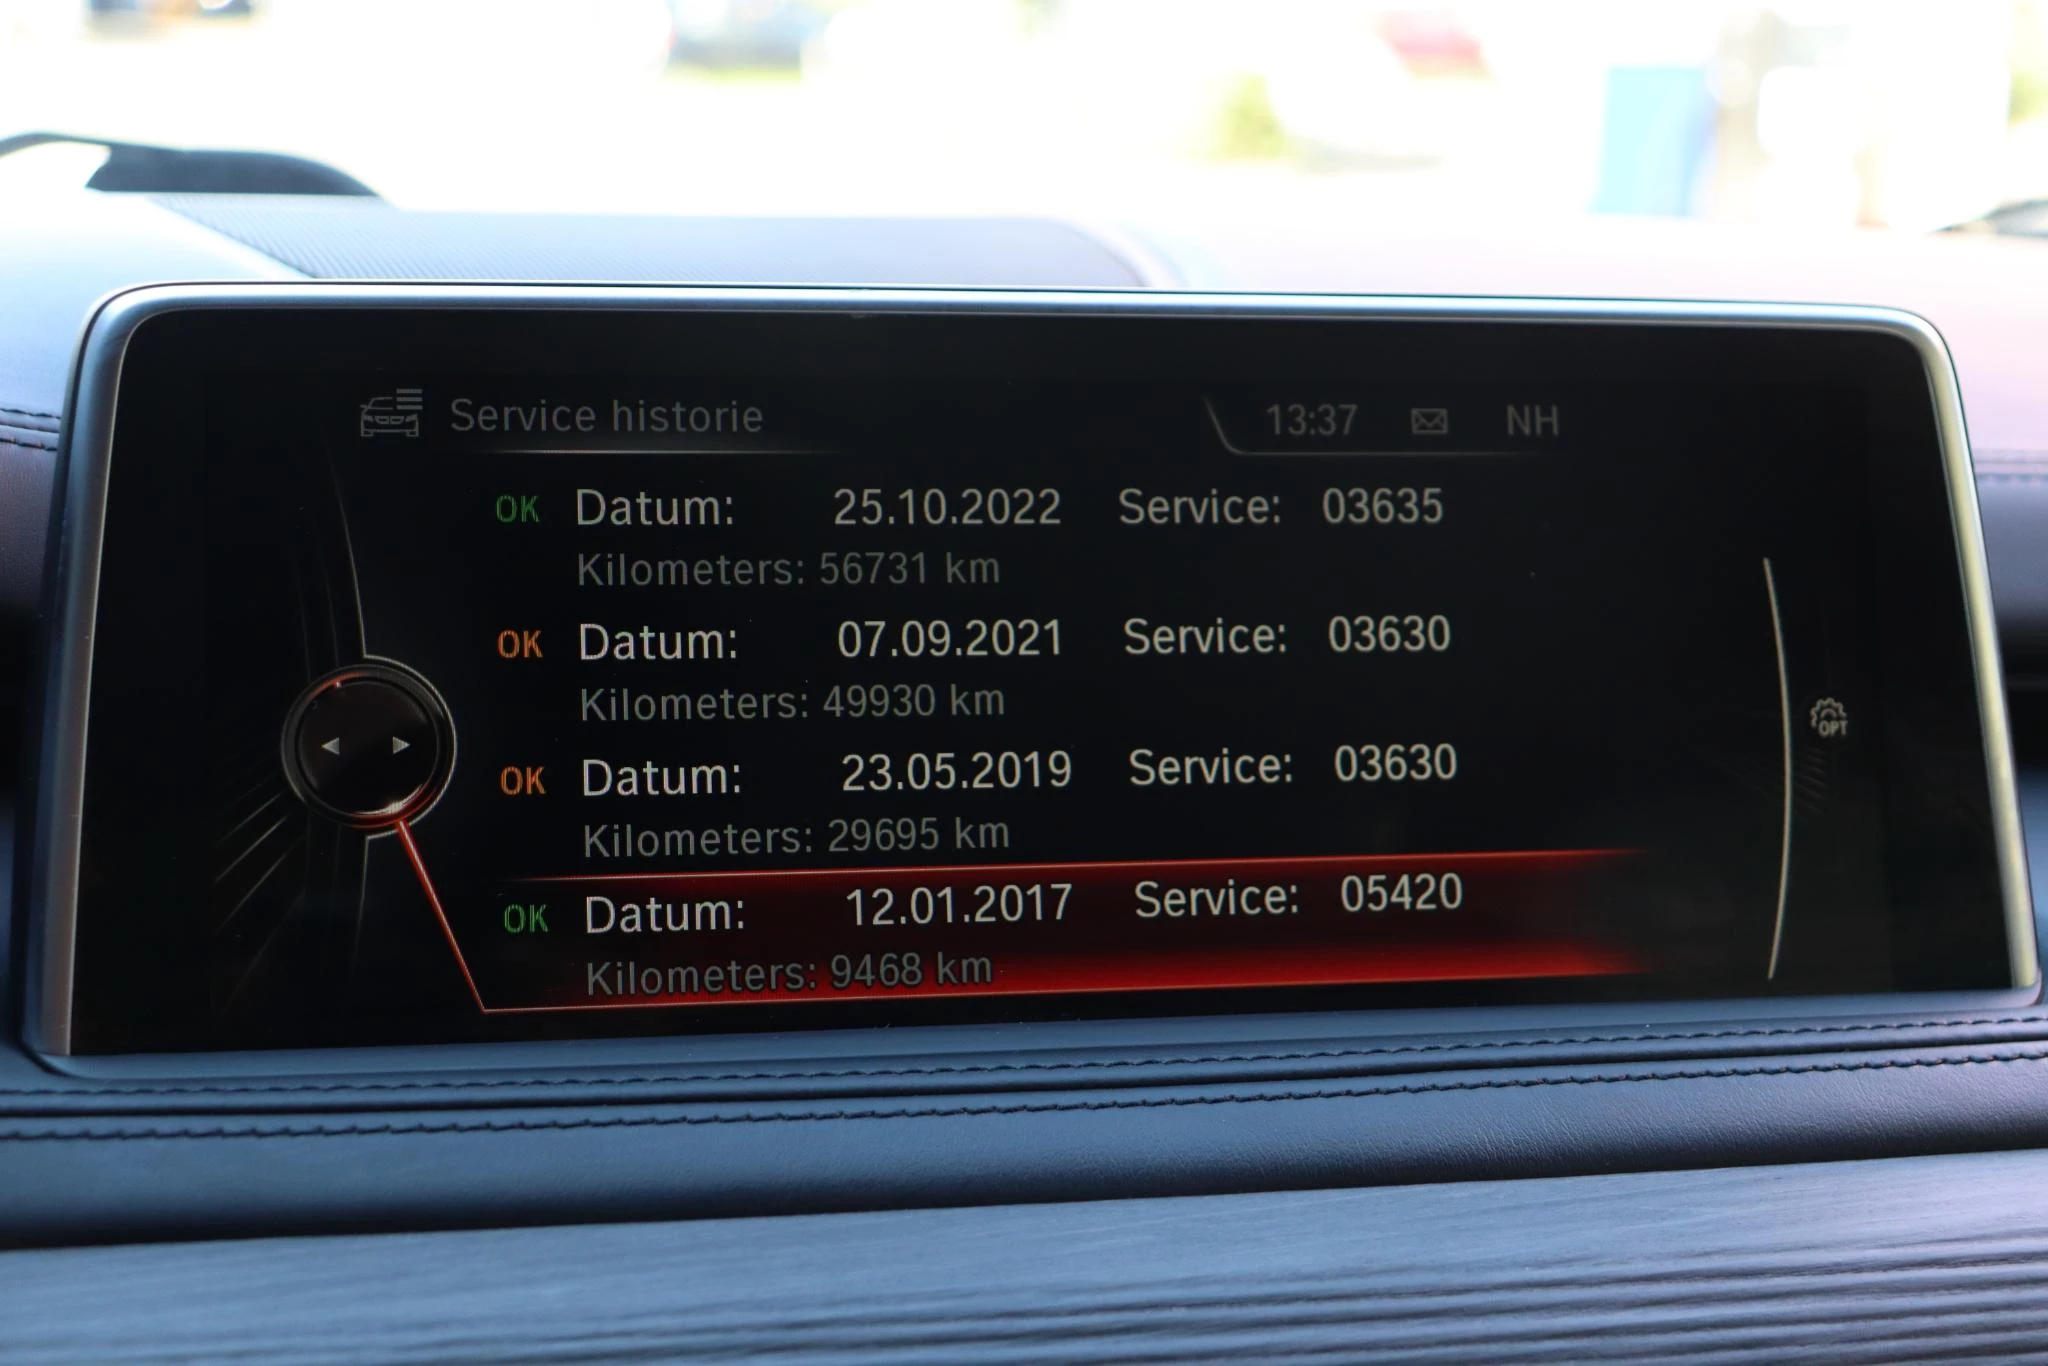 Service historie 13:37 NH
OK Datum: 25.10.2022 Service: 03635
Kilometers: 56731 km
OK Datum: 07.09.2021 Service: 03630
Kilometers: 49930 km
OK Datum: 23.05.2019 Service: 03630
Kilometers: 29695 km
OPT
OK Datum: 12.01.2017 Service: 05420
Kilometers: 9468 km